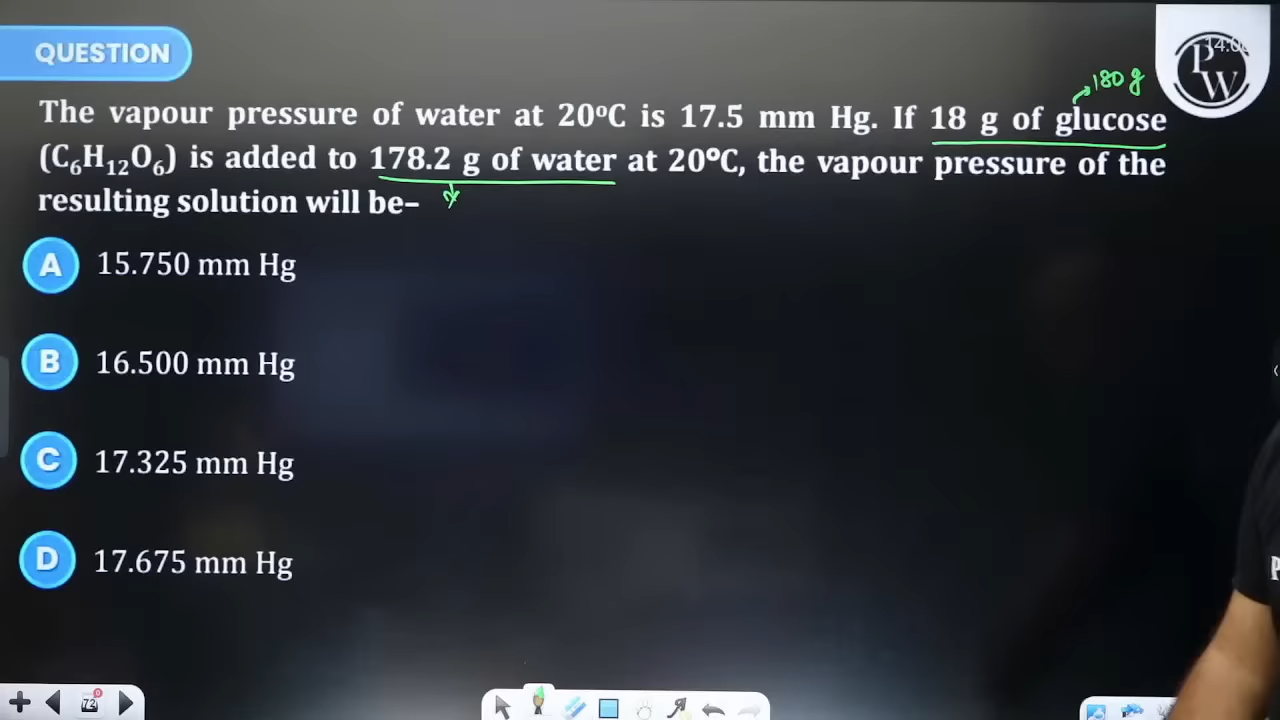 QUESTION
180 g
The vapour pressure of water at 20°C is 17.5 mm Hg. If 18 g of glucose
(C₆H₁₂O₆) is added to 178.2 g of water at 20°C, the vapour pressure of the
resulting solution will be–
A 15.750 mm Hg
B 16.500 mm Hg
C 17.325 mm Hg
D 17.675 mm Hg
PW
72